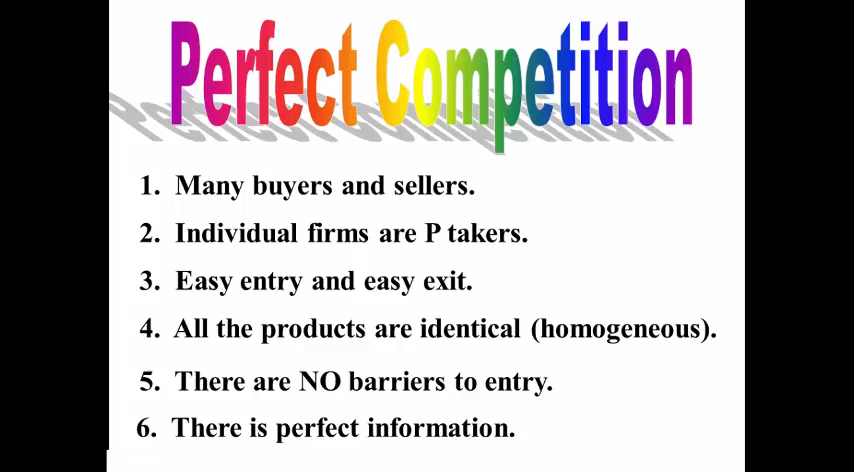 Perfect Competition
1. Many buyers and sellers.
2. Individual firms are P takers.
3. Easy entry and easy exit.
4. All the products are identical (homogeneous).
5. There are NO barriers to entry.
6. There is perfect information.